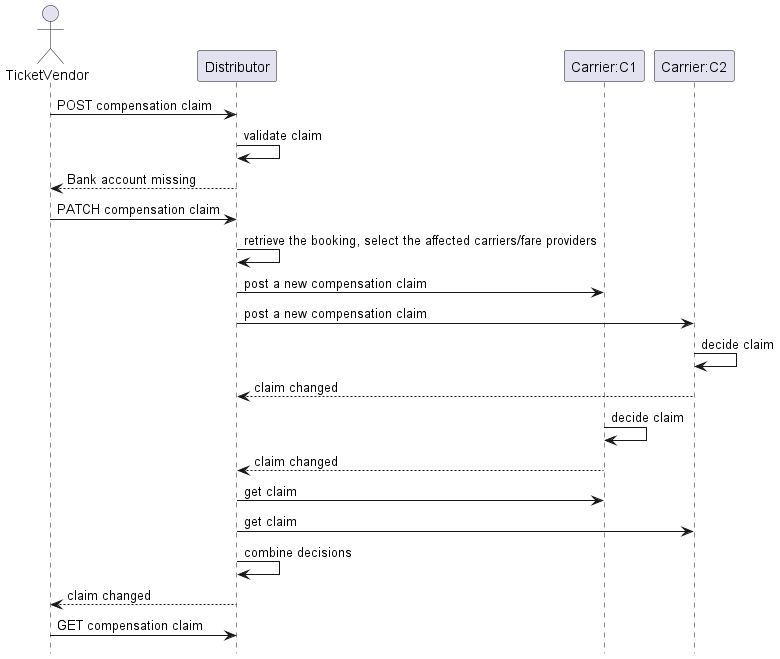 TicketVendor
Distributor
Carrier:C1
Carrier:C2
POST compensation claim
validate claim
Bank account missing
PATCH compensation claim
retrieve the booking, select the affected carriers/fare providers
post a new compensation claim
post a new compensation claim
decide claim
claim changed
decide claim
claim changed
get claim
get claim
combine decisions
claim changed
GET compensation claim